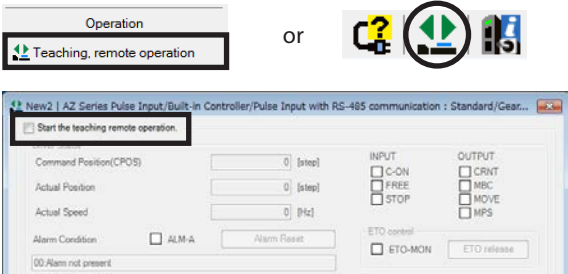 Operation
Teaching, remote operation
or
New2 | AZ Series Pulse Input/Built-in Controller/Pulse Input with RS-485 communication : Standard/Gear...
Start the teaching remote operation.
Driver Status
Command Position(CPOS) 0 [step]
Actual Position 0 [step]
Actual Speed 0 [Hz]
Alarm Condition ALM-A Alarm Reset
00:Alarm not present
INPUT
C-ON
FREE
STOP
OUTPUT
CRNT
MBC
MOVE
MPS
ETO control
ETO-MON ETO release